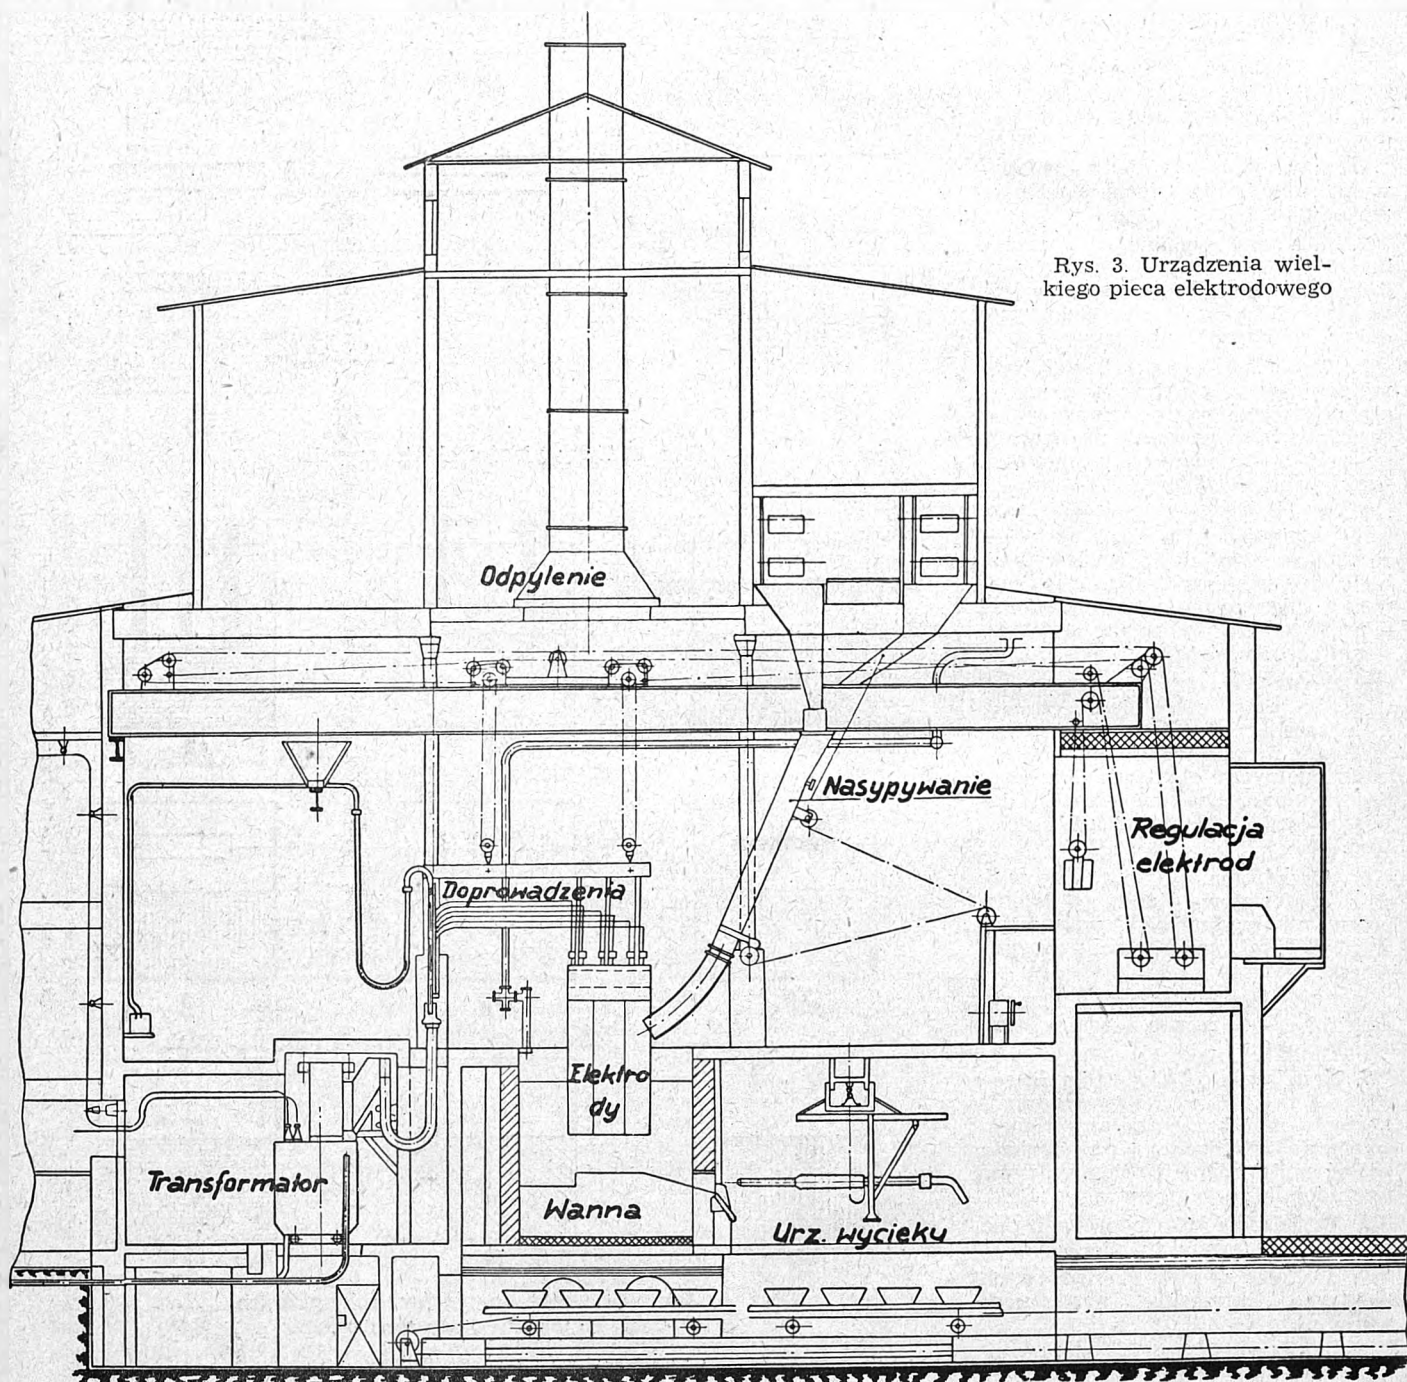 Rys. 3. Urządzenia wiel-
kiego pieca elektrodowego
Odpylenie
Nasypywanie
Regulacja
elektrod
Doprowadzenia
Elektro
dy
Transformator
Wanna
Urz. wycieku